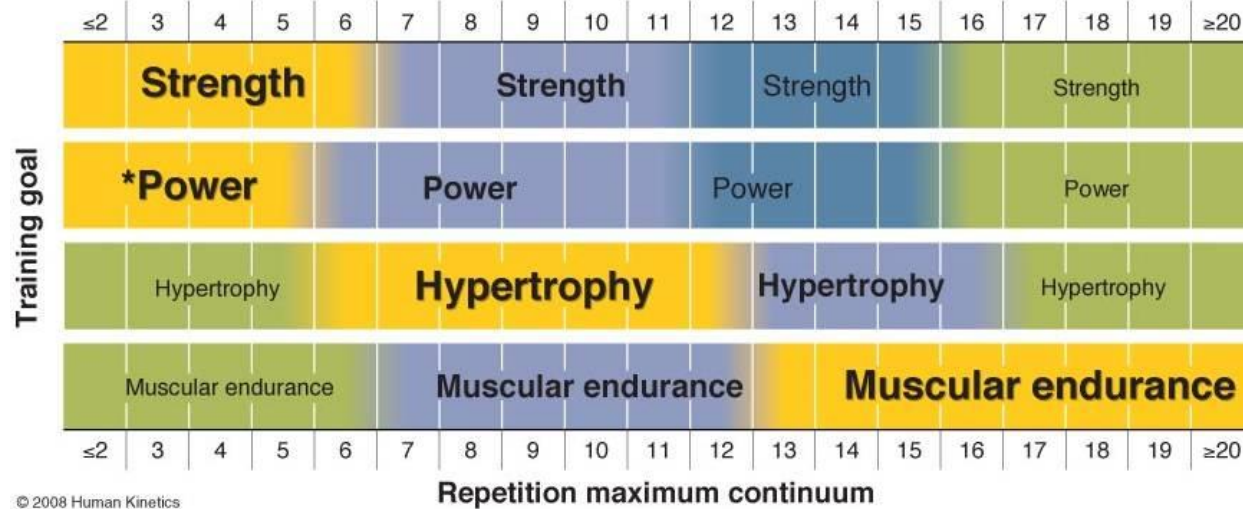 ≤2 3 4 5 6 7 8 9 10 11 12 13 14 15 16 17 18 19 ≥20
Training goal
Strength Strength Strength Strength
*Power Power Power Power
Hypertrophy Hypertrophy Hypertrophy Hypertrophy
Muscular endurance Muscular endurance Muscular endurance
≤2 3 4 5 6 7 8 9 10 11 12 13 14 15 16 17 18 19 ≥20
© 2008 Human Kinetics
Repetition maximum continuum